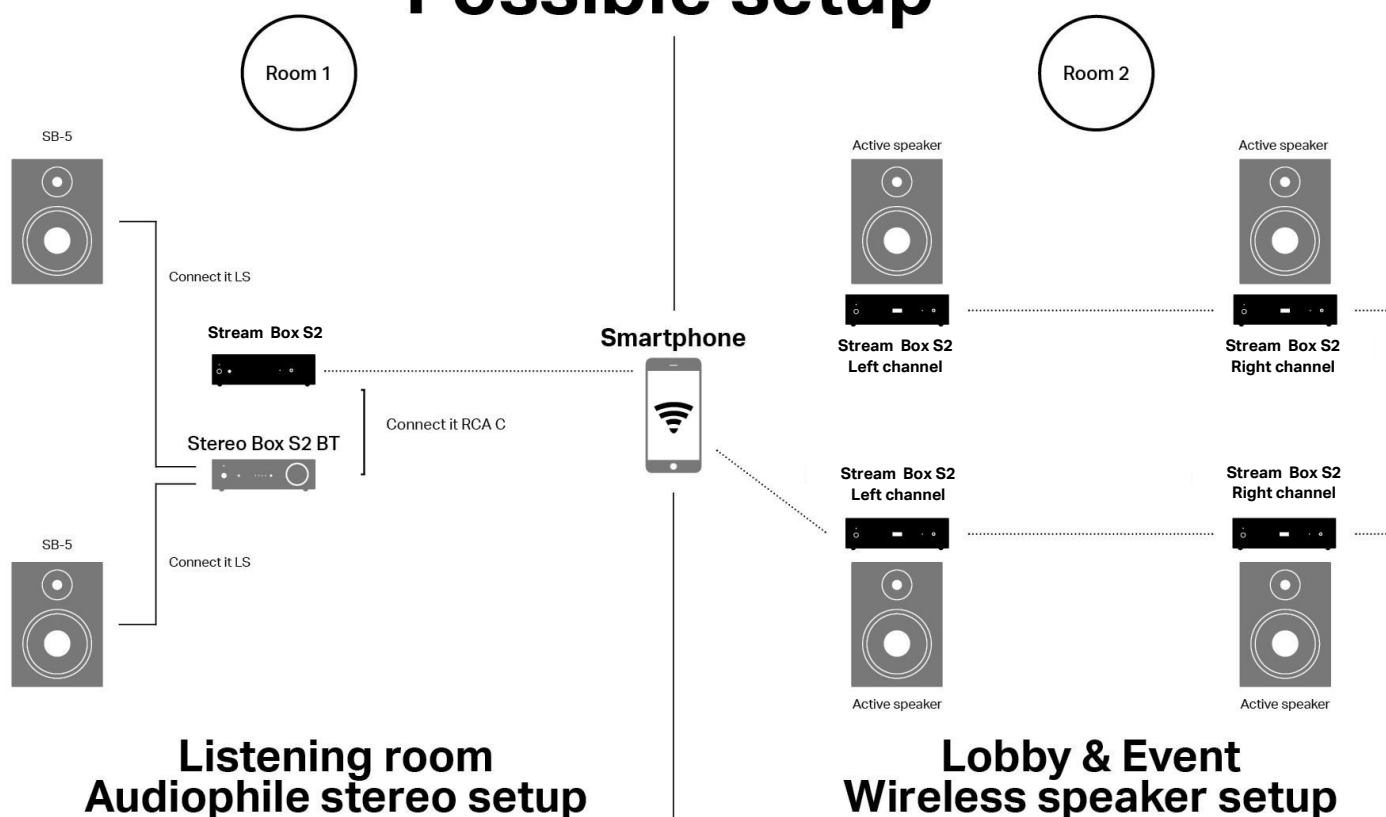 Possible setup
Room 1
Room 2
SB-5
Active speaker
Active speaker
Connect it LS
Stream Box S2
Smartphone
Stream Box S2
Left channel
Stream Box S2
Right channel
Connect it RCA C
Stereo Box S2 BT
Stream Box S2
Left channel
Stream Box S2
Right channel
SB-5
Connect it LS
Active speaker
Active speaker
Listening room
Audiophile stereo setup
Lobby & Event
Wireless speaker setup